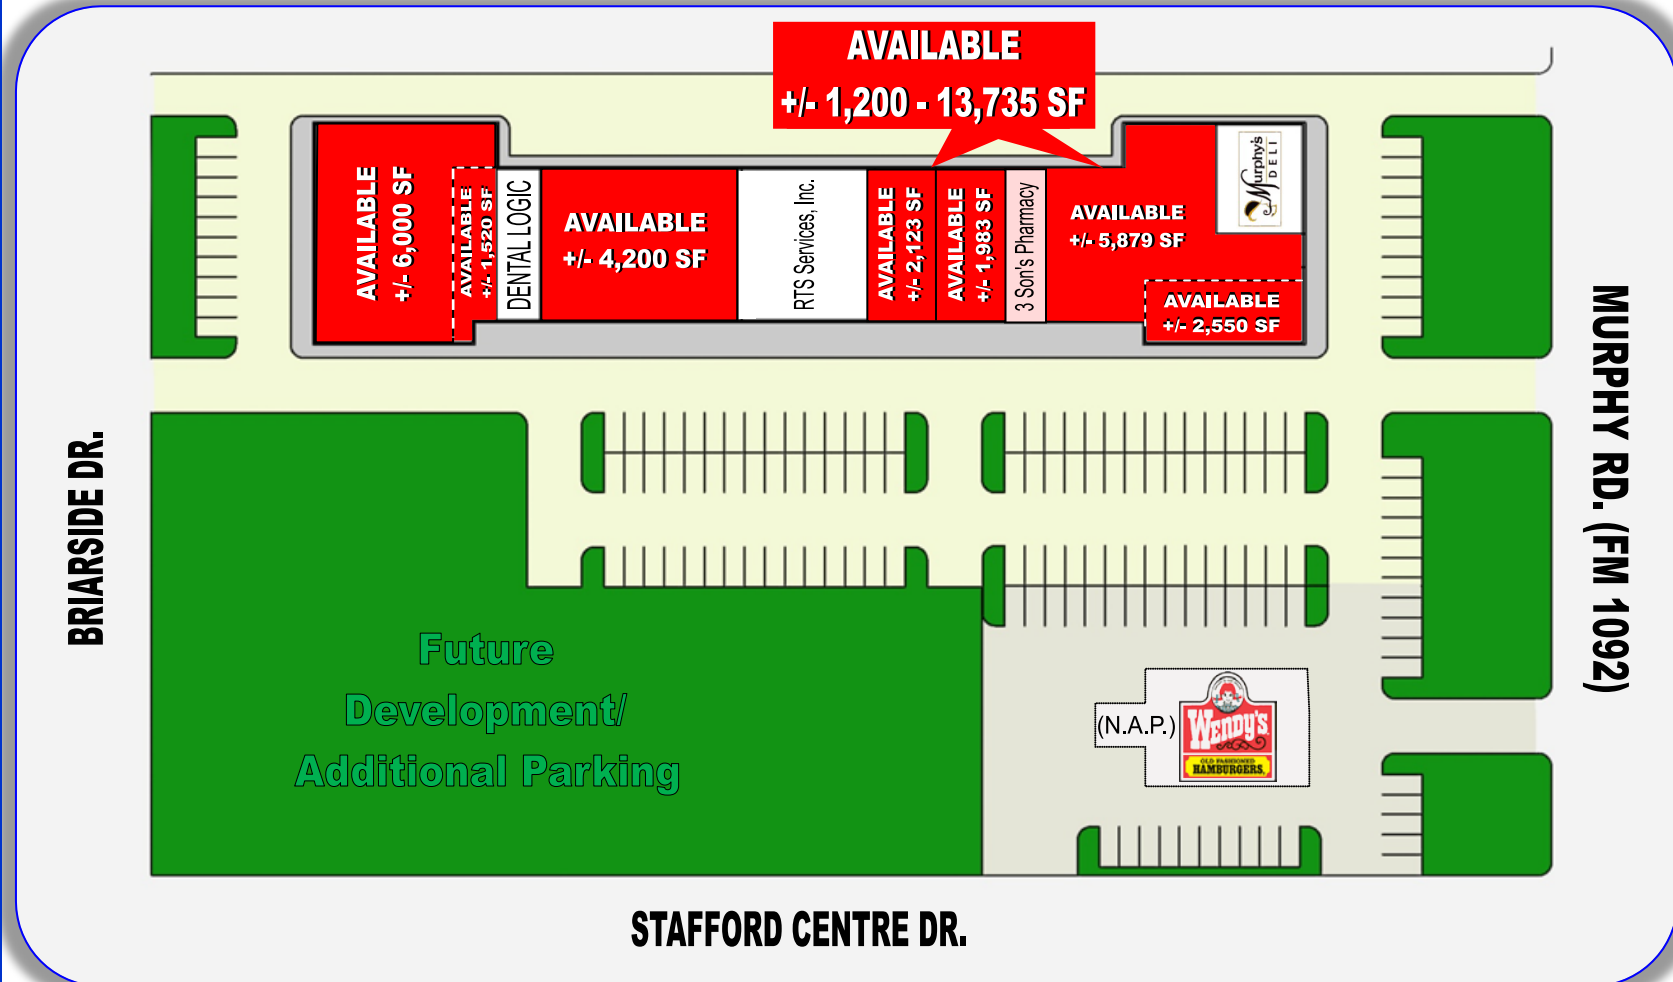 AVAILABLE
+/- 1,200 - 13,735 SF
AVAILABLE
+/- 6,000 SF
AVAILABLE
+/- 1,520 SF
DENTAL LOGIC
AVAILABLE
+/- 4,200 SF
RTS Services, Inc.
AVAILABLE
+/- 2,123 SF
AVAILABLE
+/- 1,983 SF
3 Son's Pharmacy
AVAILABLE
+/- 5,879 SF
Murphy's
DELI
AVAILABLE
+/- 2,550 SF
BRIARSIDE DR.
MURPHY RD. (FM 1092)
Future
Development/
Additional Parking
(N.A.P.)
WENDY'S
OLD FASHIONED
HAMBURGERS.
STAFFORD CENTRE DR.